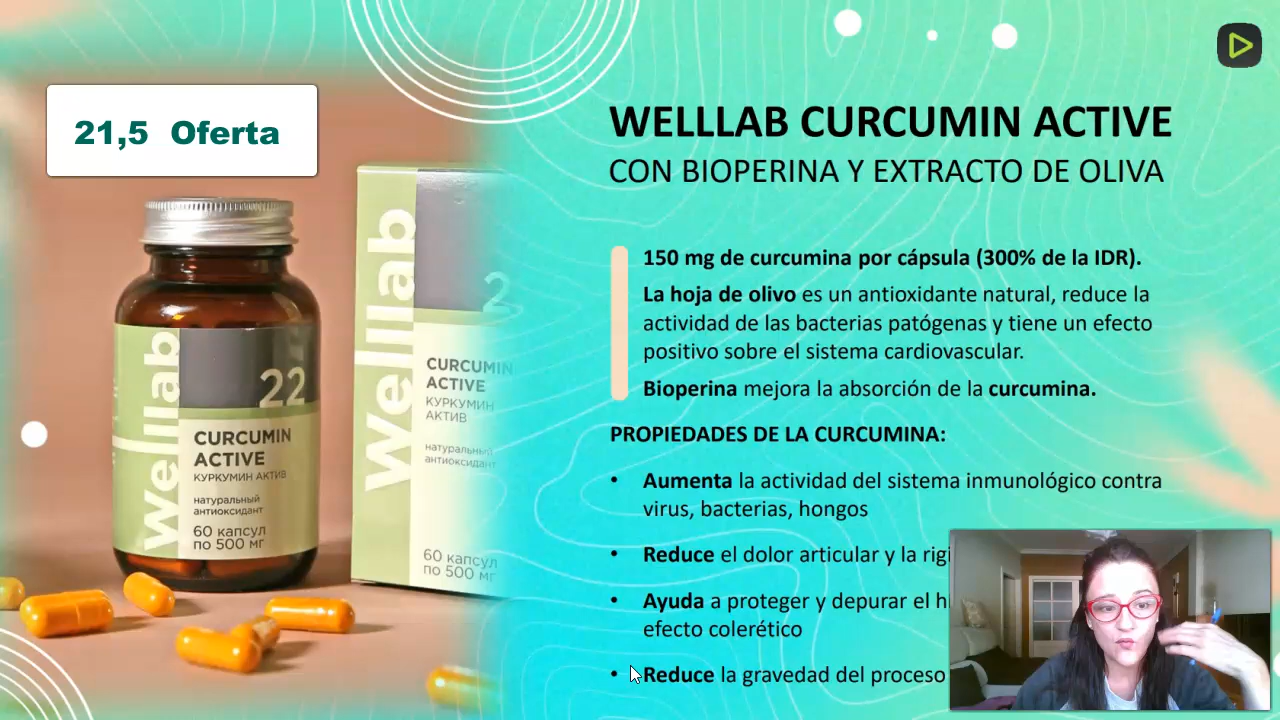 21,5 Oferta
WELLLAB CURCUMIN ACTIVE
CON BIOPERINA Y EXTRACTO DE OLIVA
150 mg de curcumina por cápsula (300% de la IDR).
La hoja de olivo es un antioxidante natural, reduce la
actividad de las bacterias patógenas y tiene un efecto
positivo sobre el sistema cardiovascular.
Bioperina mejora la absorción de la curcumina.
PROPIEDADES DE LA CURCUMINA:
• Aumenta la actividad del sistema inmunológico contra
virus, bacterias, hongos
• Reduce el dolor articular y la
• Ayuda a proteger y depurar el
efecto colerético
• Reduce la gravedad del proceso
Welllab
22
CURCUMIN
ACTIVE
КУРКУМИН АКТИВ
натуральный
антиоксидант
60 капсул
по 500 мг
Welllab
2
CURCUMIN
ACTIVE
КУРКУМИН
АКТИВ
натуральный
антиоксидант
60 капсул
по 500 мг